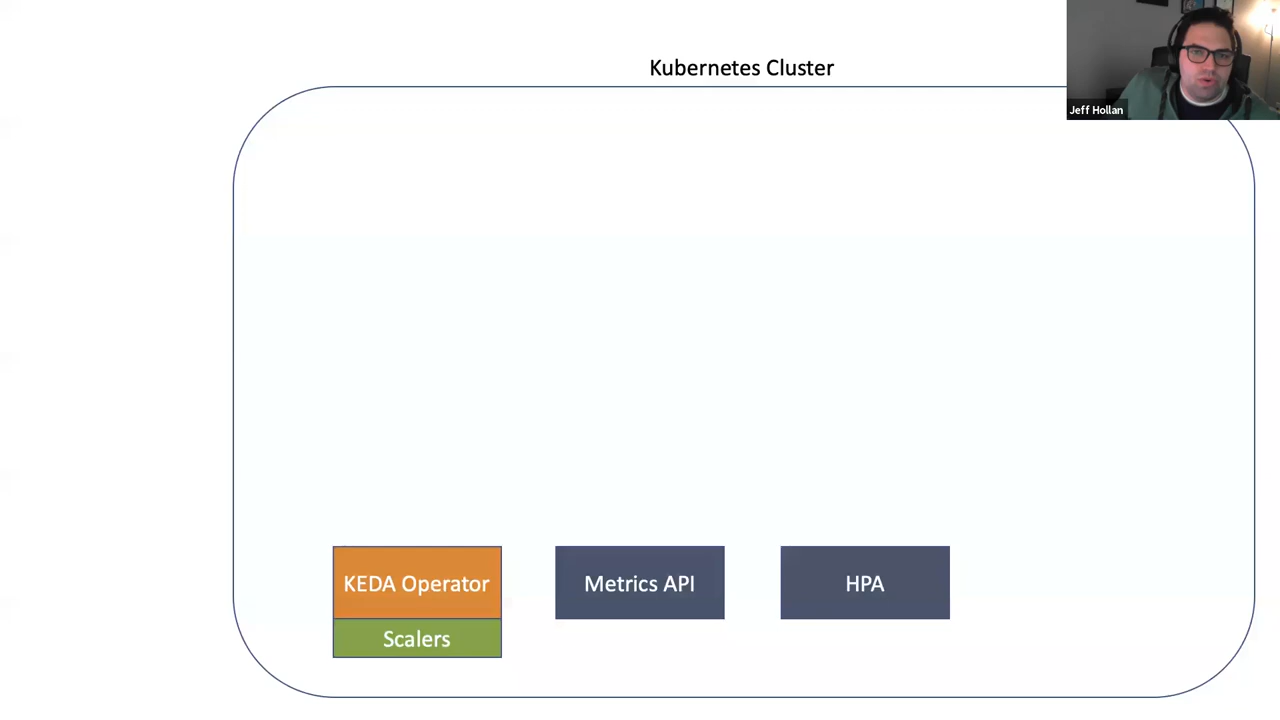 Kubernetes Cluster
Jeff Hollan
KEDA Operator
Metrics API
HPA
Scalers